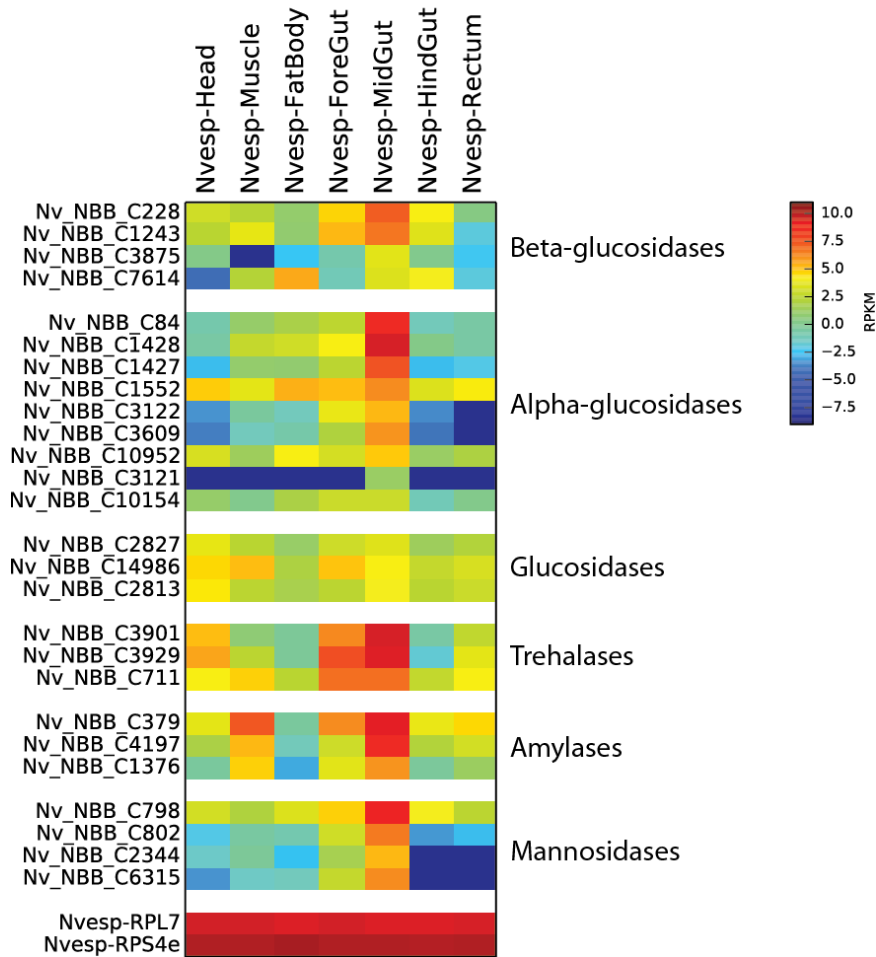 Nvesp-Head
Nvesp-Muscle
Nvesp-FatBody
Nvesp-ForeGut
Nvesp-MidGut
Nvesp-HindGut
Nvesp-Rectum
Nv_NBB_C228
Nv_NBB_C1243
Nv_NBB_C3875
Nv_NBB_C7614
Beta-glucosidases
Nv_NBB_C84
Nv_NBB_C1428
Nv_NBB_C1427
Nv_NBB_C1552
Nv_NBB_C3122
Nv_NBB_C3609
Nv_NBB_C10952
Nv_NBB_C3121
Nv_NBB_C10154
Alpha-glucosidases
Nv_NBB_C2827
Nv_NBB_C14986
Nv_NBB_C2813
Glucosidases
Nv_NBB_C3901
Nv_NBB_C3929
Nv_NBB_C711
Trehalases
Nv_NBB_C379
Nv_NBB_C4197
Nv_NBB_C1376
Amylases
Nv_NBB_C798
Nv_NBB_C802
Nv_NBB_C2344
Nv_NBB_C6315
Mannosidases
Nvesp-RPL7
Nvesp-RPS4e
10.0
7.5
5.0
2.5
0.0
−2.5
−5.0
−7.5
RPKM